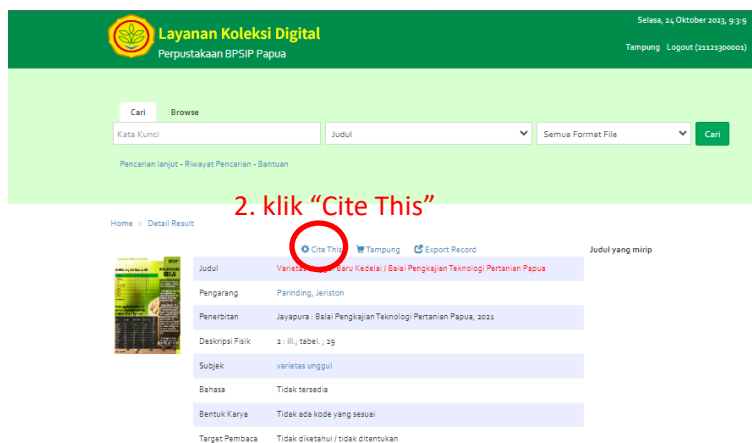 Layanan Koleksi Digital
Perpustakaan BPSIP Papua
Selasa, 24 Oktober 2023, 9:3:9
Tampung Logout (21121300001)
Cari Browse
Kata Kunci Judul Semua Format File Cari
Pencarian lanjut - Riwayat Pencarian - Bantuan
2. klik “Cite This”
Home > Detail Result
Cite This Tampung Export Record
Judul yang mirip
Judul Varietas Baru Kedelai / Balai Pengkajian Teknologi Pertanian Papua
Pengarang Parinding, Jeriston
Penerbitan Jayapura : Balai Pengkajian Teknologi Pertanian Papua, 2021
Deskripsi Fisik 2 : ill.; tabel. ; 29
Subjek varietas unggul
Bahasa Tidak tersedia
Bentuk Karya Tidak ada kode yang sesuai
Target Pembaca Tidak diketahui / tidak ditentukan